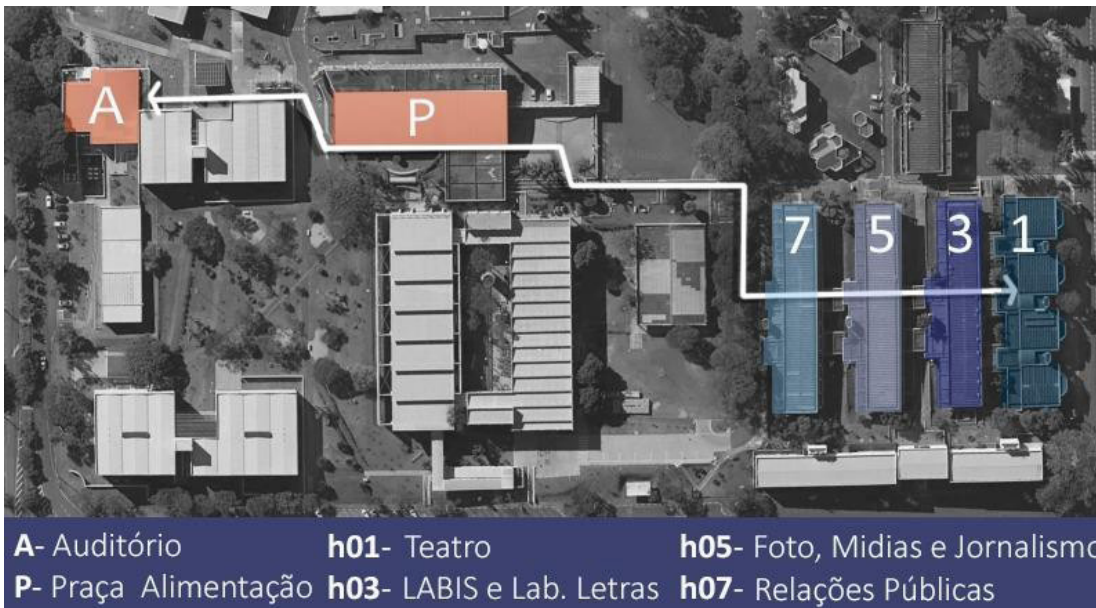 A
P
7 5 3 1
A- Auditório h01- Teatro h05- Foto, Midias e Jornalismo
P- Praça Alimentação h03- LABIS e Lab. Letras h07- Relações Públicas